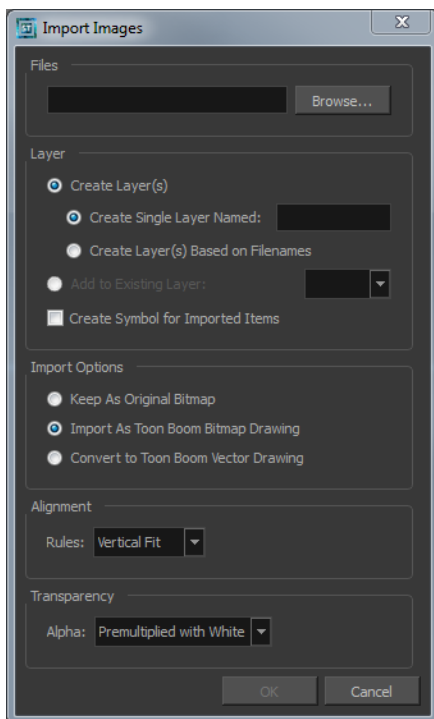 ST Import Images
Files
Browse...
Layer
Create Layer(s)
Create Single Layer Named:
Create Layer(s) Based on Filenames
Add to Existing Layer:
Create Symbol for Imported Items
Import Options
Keep As Original Bitmap
Import As Toon Boom Bitmap Drawing
Convert to Toon Boom Vector Drawing
Alignment
Rules: Vertical Fit
Transparency
Alpha: Premultiplied with White
OK Cancel